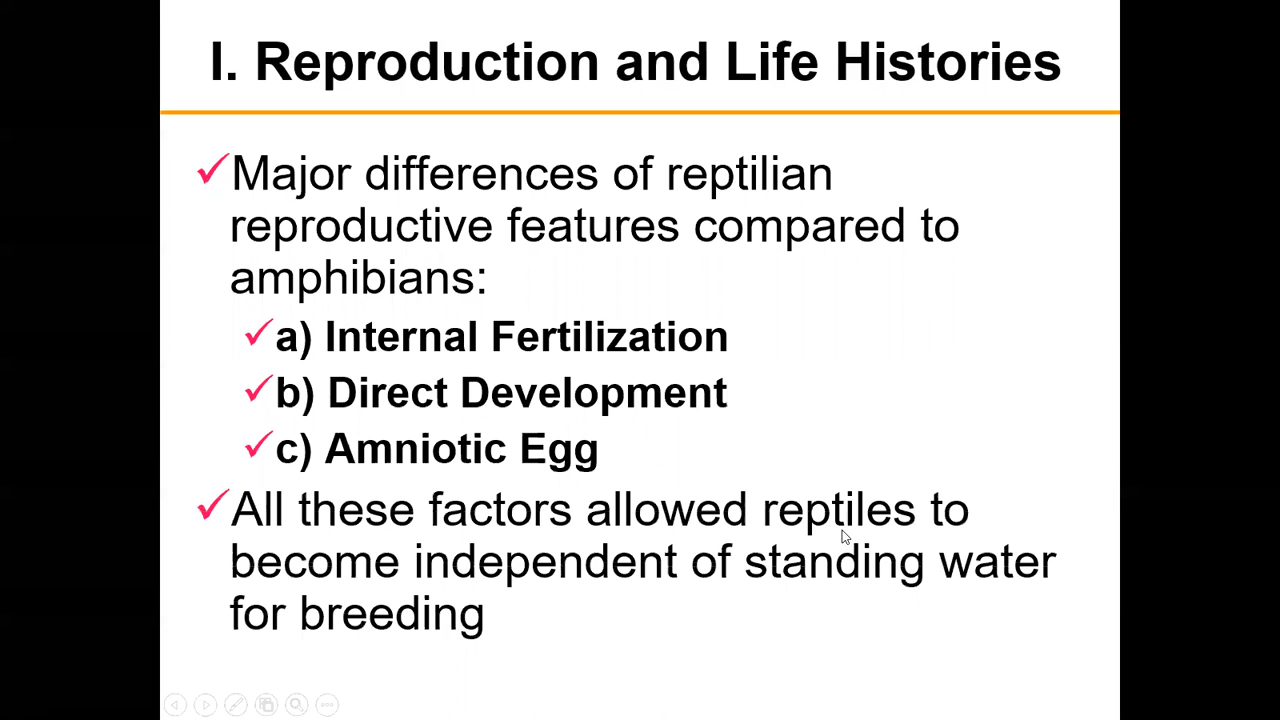 I. Reproduction and Life Histories
Major differences of reptilian
reproductive features compared to
amphibians:
a) Internal Fertilization
b) Direct Development
c) Amniotic Egg
All these factors allowed reptiles to
become independent of standing water
for breeding